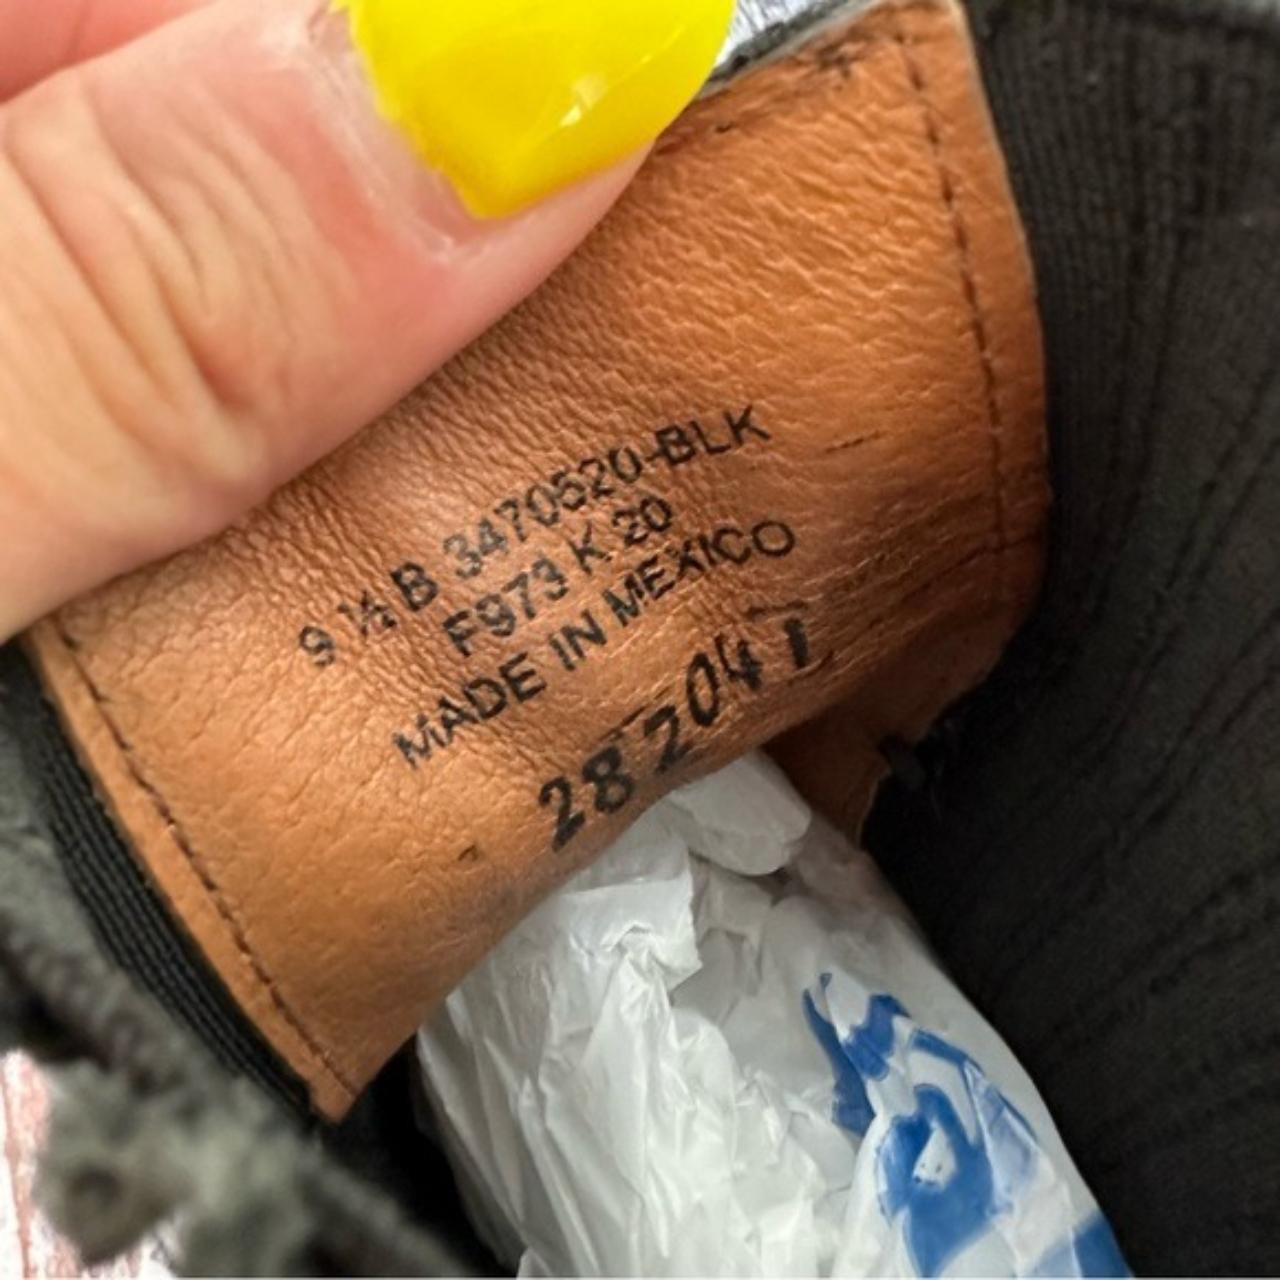 9 ½ B 3470520-BLK
F973 K 20
MADE IN MEXICO
282041